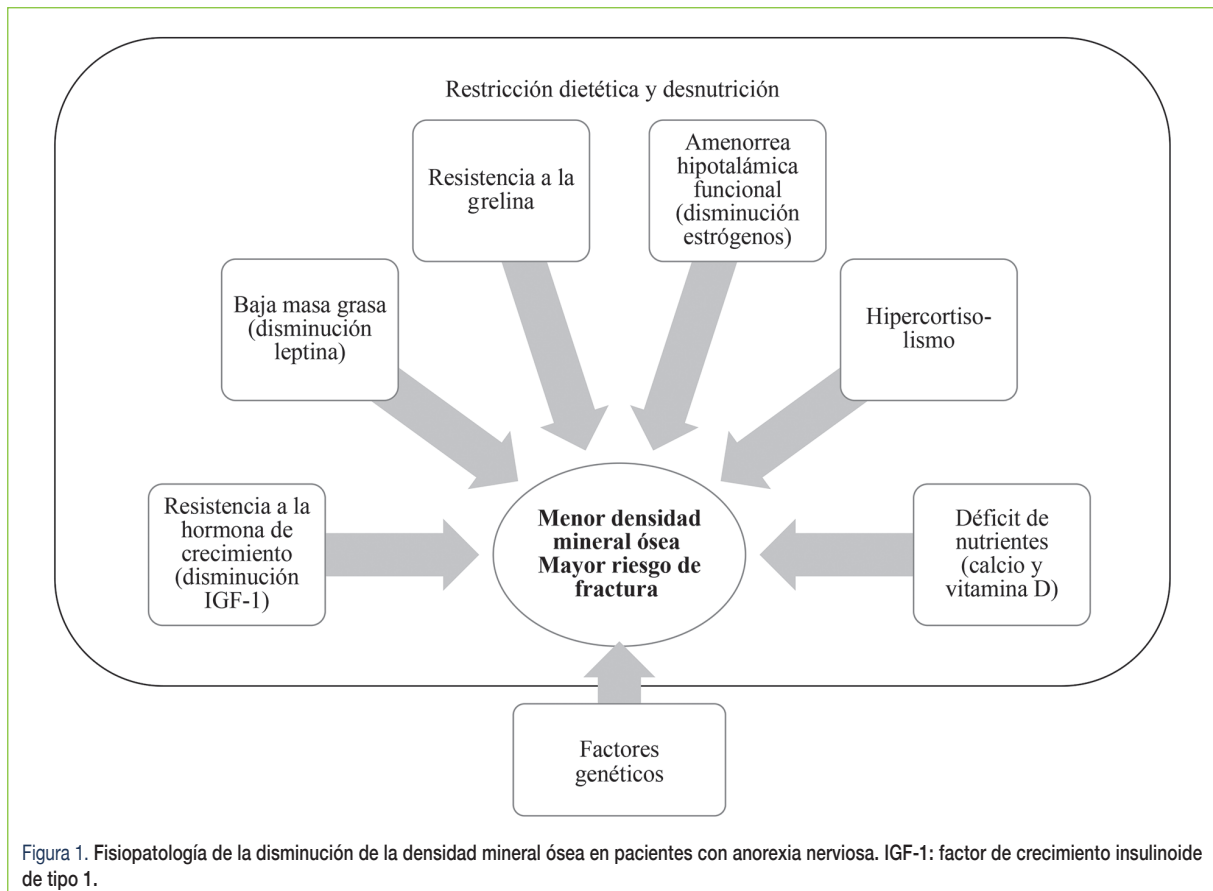 Restricción dietética y desnutrición
Resistencia a la
grelina
Amenorrea
hipotalámica
funcional
(disminución
estrógenos)
Baja masa grasa
(disminución
leptina)
Hipercortiso-
lismo
Resistencia a la
hormona de
crecimiento
(disminución
IGF-1)
Menor densidad
mineral ósea
Mayor riesgo de
fractura
Déficit de
nutrientes
(calcio y
vitamina D)
Factores
genéticos
Figura 1. Fisiopatología de la disminución de la densidad mineral ósea en pacientes con anorexia nerviosa. IGF-1: factor de crecimiento insulinoide
de tipo 1.